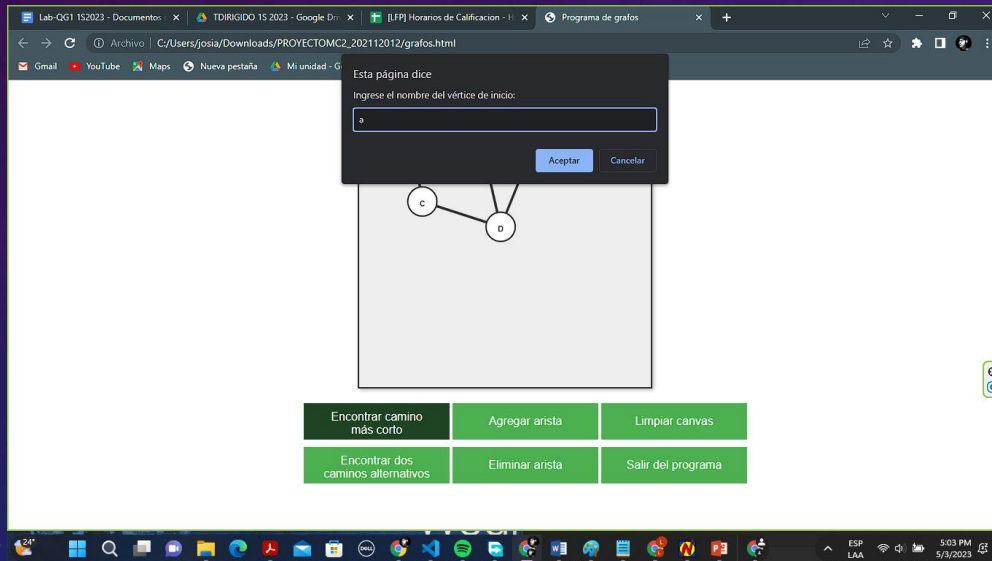 Lab-QG1 1S2023 - Documentos
TDIRIGIDO 1S 2023 - Google Dri
[LFP] Horarios de Calificacion - H
Programa de grafos
Archivo
C:/Users/josia/Downloads/PROYECTOMC2_202112012/grafos.html
Gmail
YouTube
Maps
Nueva pestaña
Mi unidad - G
Esta página dice
Ingrese el nombre del vértice de inicio:
a
Aceptar
Cancelar
C
D
Encontrar camino
más corto
Agregar arista
Limpiar canvas
Encontrar dos
caminos alternativos
Eliminar arista
Salir del programa
24°
DELL
ESP
LAA
5:03 PM
5/3/2023